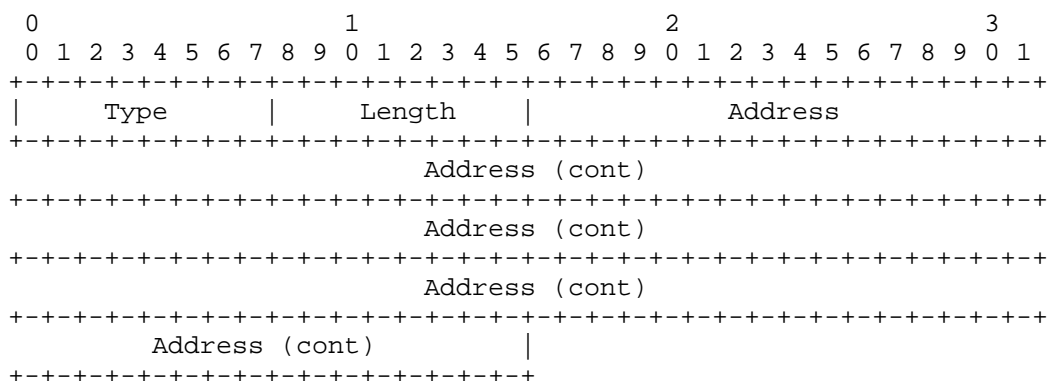 0                   1                   2                   3
 0 1 2 3 4 5 6 7 8 9 0 1 2 3 4 5 6 7 8 9 0 1 2 3 4 5 6 7 8 9 0 1
+-+-+-+-+-+-+-+-+-+-+-+-+-+-+-+-+-+-+-+-+-+-+-+-+-+-+-+-+-+-+-+-+
|     Type      |    Length     |            Address
+-+-+-+-+-+-+-+-+-+-+-+-+-+-+-+-+-+-+-+-+-+-+-+-+-+-+-+-+-+-+-+-+
                          Address (cont)
+-+-+-+-+-+-+-+-+-+-+-+-+-+-+-+-+-+-+-+-+-+-+-+-+-+-+-+-+-+-+-+-+
                          Address (cont)
+-+-+-+-+-+-+-+-+-+-+-+-+-+-+-+-+-+-+-+-+-+-+-+-+-+-+-+-+-+-+-+-+
                          Address (cont)
+-+-+-+-+-+-+-+-+-+-+-+-+-+-+-+-+-+-+-+-+-+-+-+-+-+-+-+-+-+-+-+-+
         Address (cont)         |
+-+-+-+-+-+-+-+-+-+-+-+-+-+-+-+-+